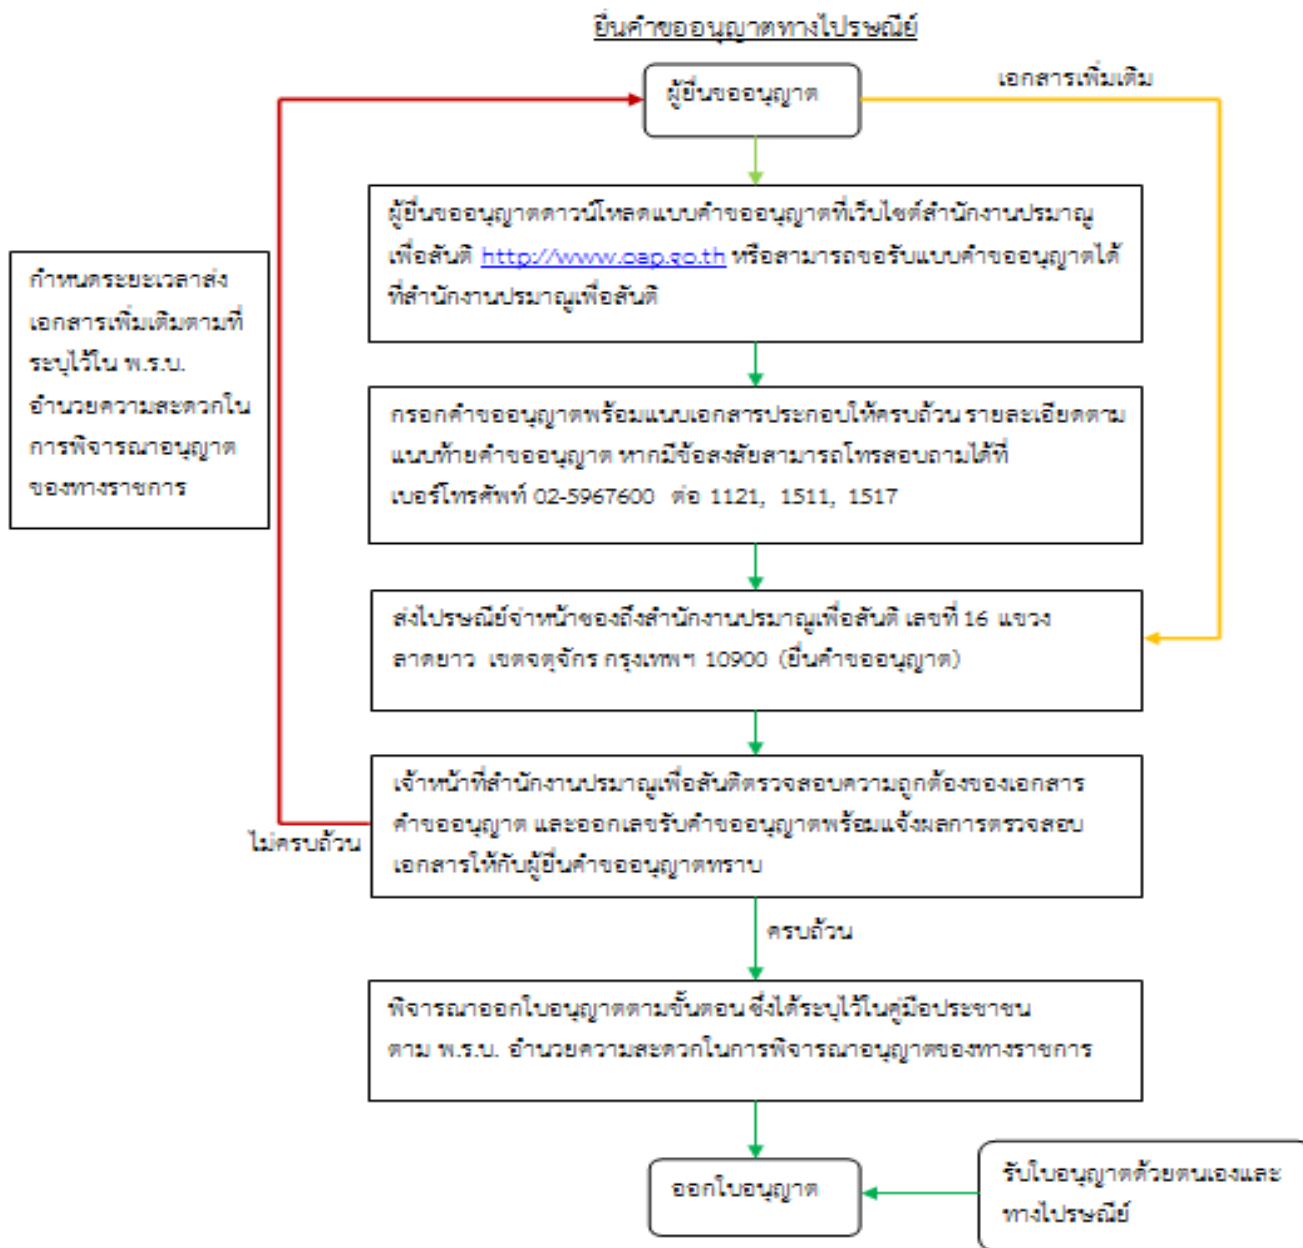 ยื่นคำขออนุญาตทางไปรษณีย์
ผู้ยื่นขออนุญาต
เอกสารเพิ่มเติม
ผู้ยื่นขออนุญาตดาวน์โหลดแบบคำขออนุญาตที่เว็บไซต์สำนักงานปรมาณู
เพื่อสันติ http://www.oap.go.th หรือสามารถขอรับแบบคำขออนุญาตได้
ที่สำนักงานปรมาณูเพื่อสันติ
กำหนดระยะเวลาส่ง
เอกสารเพิ่มเติมตามที่
ระบุไว้ใน พ.ร.บ.
อำนวยความสะดวกใน
การพิจารณาอนุญาต
ของทางราชการ
กรอกคำขออนุญาตพร้อมแนบเอกสารประกอบให้ครบถ้วน รายละเอียดตาม
แนบท้ายคำขออนุญาต หากมีข้อสงสัยสามารถโทรสอบถามได้ที่
เบอร์โทรศัพท์ 02-5967600 ต่อ 1121, 1511, 1517
ส่งไปรษณีย์จ่าหน้าซองถึงสำนักงานปรมาณูเพื่อสันติ เลขที่ 16 แขวง
ลาดยาว เขตจตุจักร กรุงเทพฯ 10900 (ยื่นคำขออนุญาต)
เจ้าหน้าที่สำนักงานปรมาณูเพื่อสันติตรวจสอบความถูกต้องของเอกสาร
คำขออนุญาต และออกเลขรับคำขออนุญาตพร้อมแจ้งผลการตรวจสอบ
เอกสารให้กับผู้ยื่นคำขออนุญาตทราบ
ไม่ครบถ้วน
ครบถ้วน
พิจารณาออกใบอนุญาตตามขั้นตอน ซึ่งได้ระบุไว้ในคู่มือประชาชน
ตาม พ.ร.บ. อำนวยความสะดวกในการพิจารณาอนุญาตของทางราชการ
ออกใบอนุญาต
รับใบอนุญาตด้วยตนเองและ
ทางไปรษณีย์